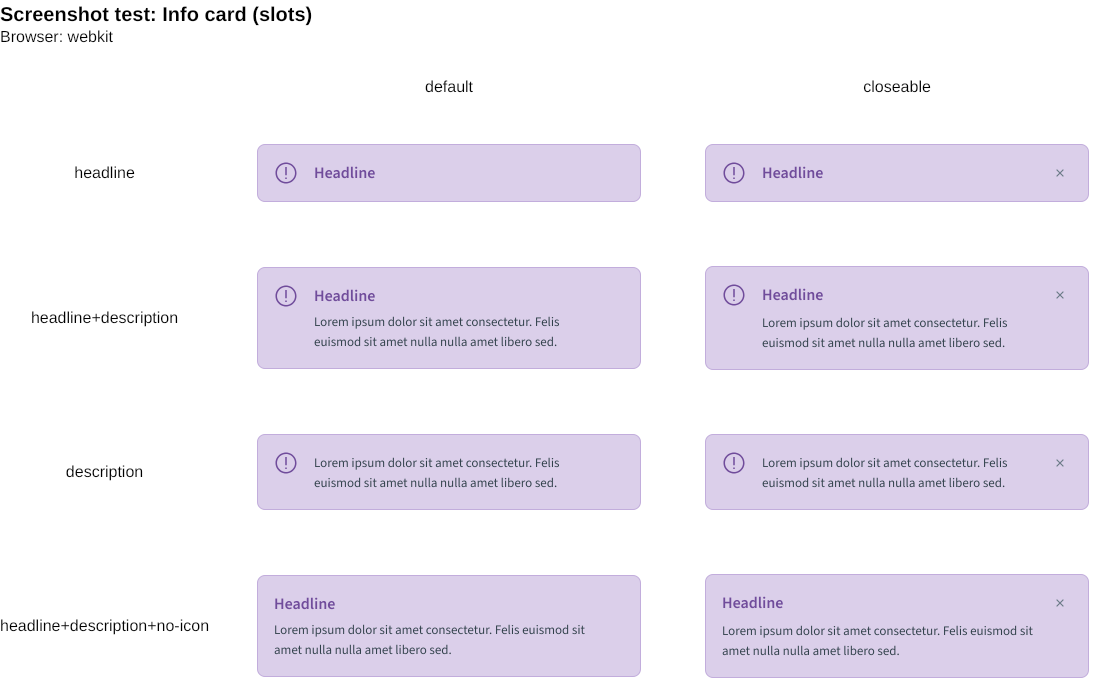 Screenshot test: Info card (slots)
Browser: webkit
default
closeable
headline
Headline
Headline
×
headline+description
Headline
Lorem ipsum dolor sit amet consectetur. Felis
euismod sit amet nulla nulla amet libero sed.
Headline
×
Lorem ipsum dolor sit amet consectetur. Felis
euismod sit amet nulla nulla amet libero sed.
description
Lorem ipsum dolor sit amet consectetur. Felis
euismod sit amet nulla nulla amet libero sed.
Lorem ipsum dolor sit amet consectetur. Felis
euismod sit amet nulla nulla amet libero sed.
×
headline+description+no-icon
Headline
Lorem ipsum dolor sit amet consectetur. Felis euismod sit
amet nulla nulla amet libero sed.
Headline
×
Lorem ipsum dolor sit amet consectetur. Felis euismod sit
amet nulla nulla amet libero sed.